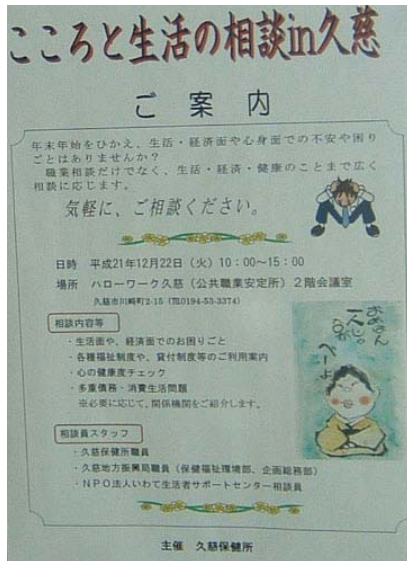 こころと生活の相談in久慈
ご案内
年末年始をひかえ、生活・経済面や心身面での不安や困り
ごとはありませんか?
職業相談だけでなく、生活・経済・健康のことまで広く
相談に応じます。
気軽に、ご相談ください。
日時 平成21年12月22日(火)10:00~15:00
場所 ハローワーク久慈(公共職業安定所)2階会議室
久慈市川崎町2-15(℡0194-53-3374)
相談内容等
・生活面や、経済面でのお困りごと
・各種福祉制度や、貸付制度等のご利用案内
・心の健康度チェック
・多重債務・消費生活問題
※必要に応じて、関係機関をご紹介します。
相談員スタッフ
・久慈保健所職員
・久慈地方振興局職員(保健福祉環境部、企画総務部)
・NPO法人いわて生活者サポートセンター相談員
主催 久慈保健所